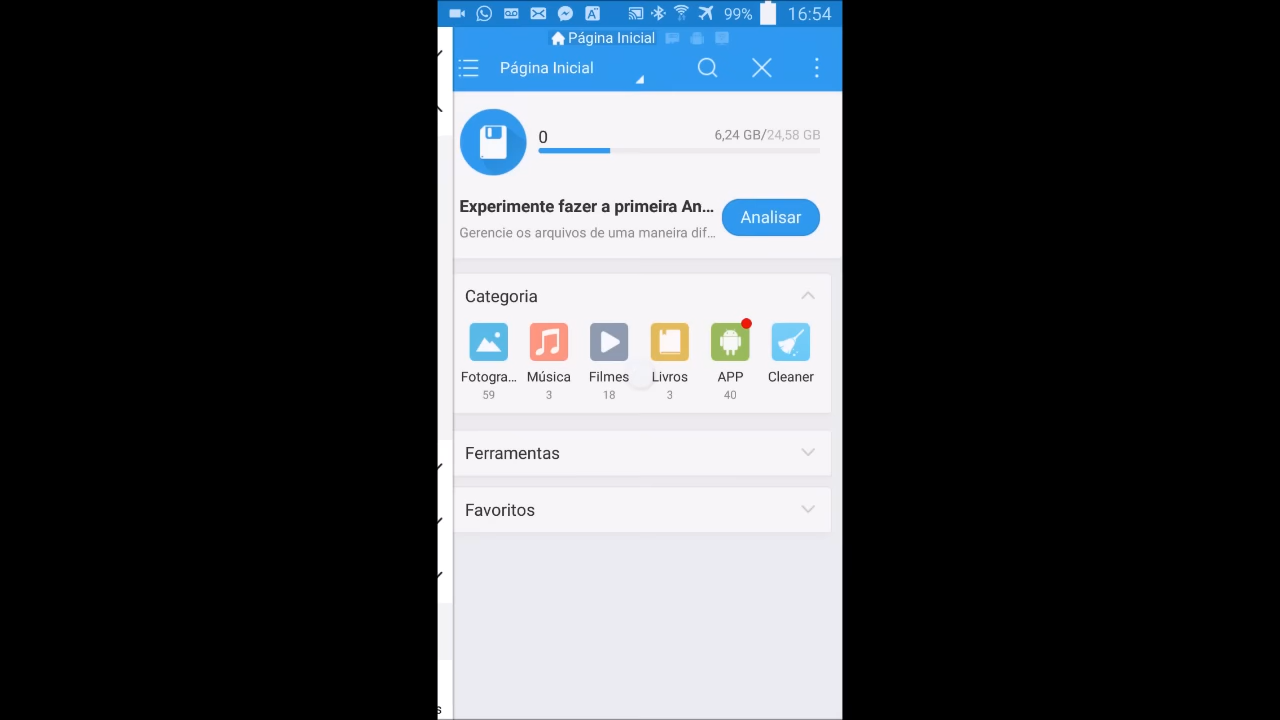 99% 16:54
Página Inicial
Página Inicial
0 6,24 GB/24,58 GB
Experimente fazer a primeira An...
Gerencie os arquivos de uma maneira dif...
Analisar
Categoria
Fotogra... Música Filmes Livros APP Cleaner
59 3 18 3 40
Ferramentas
Favoritos
s